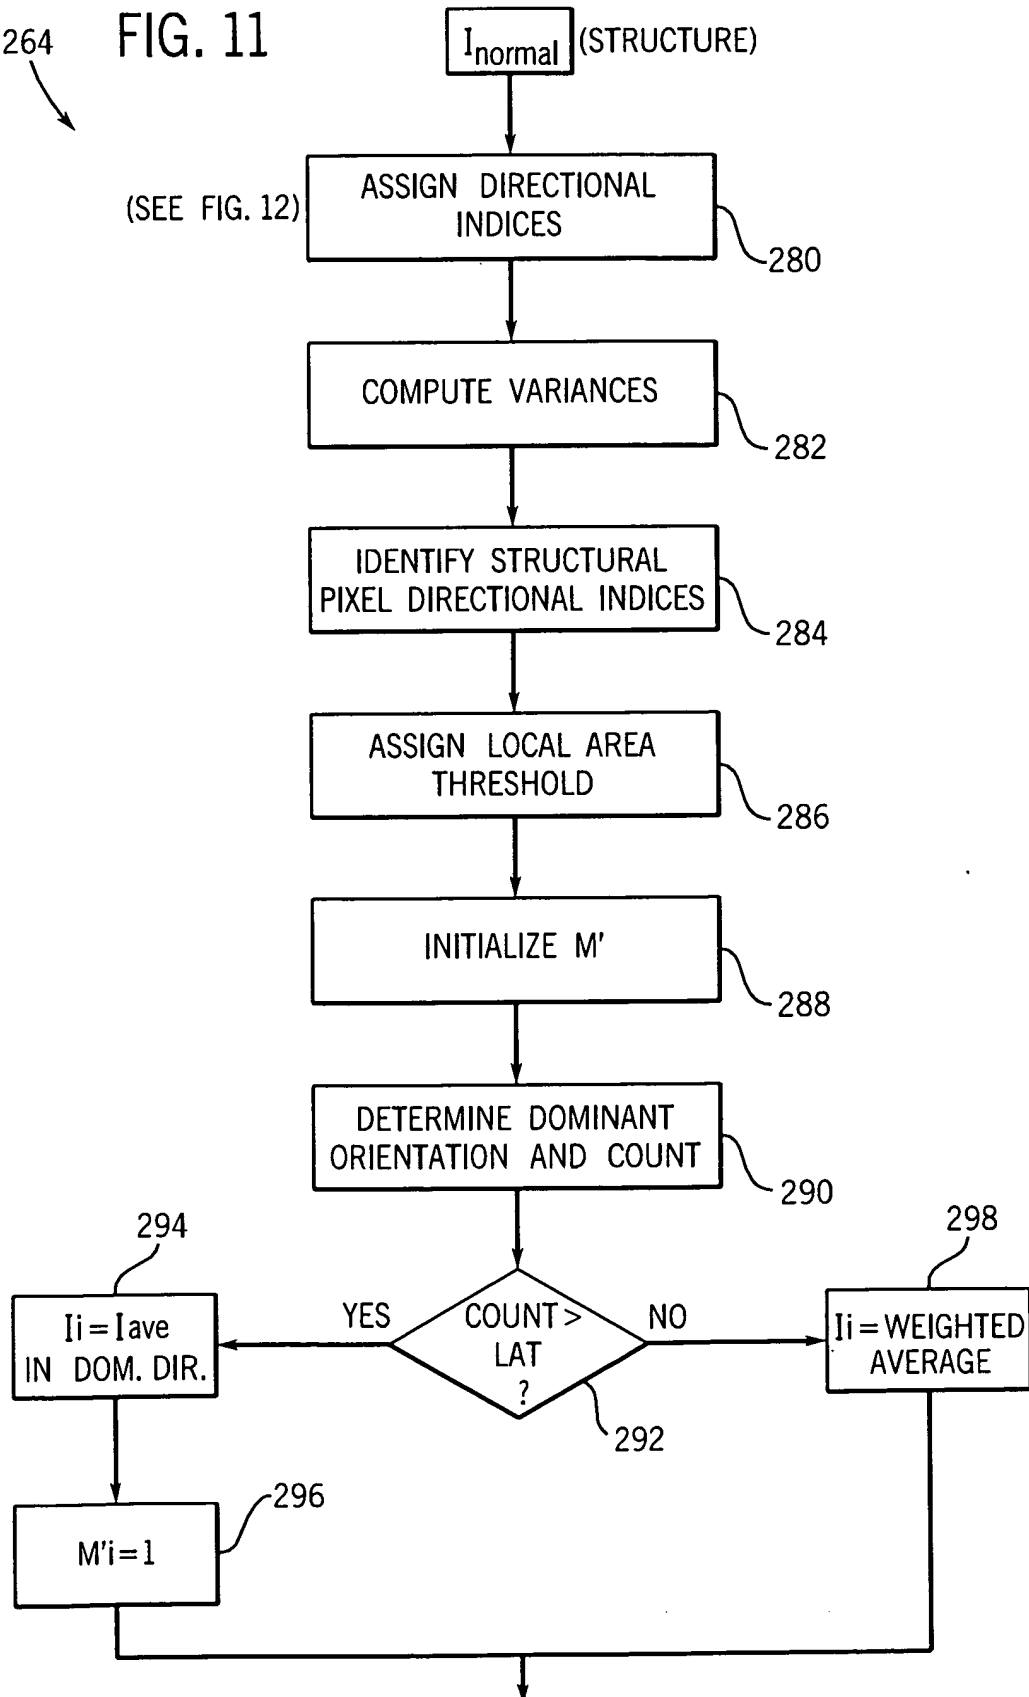 264
FIG. 11
Inormal (STRUCTURE)
(SEE FIG. 12)
ASSIGN DIRECTIONAL
INDICES
280
COMPUTE VARIANCES
282
IDENTIFY STRUCTURAL
PIXEL DIRECTIONAL INDICES
284
ASSIGN LOCAL AREA
THRESHOLD
286
INITIALIZE M'
288
DETERMINE DOMINANT
ORIENTATION AND COUNT
290
294
Ii=Iave
IN DOM. DIR.
YES
COUNT>
LAT
?
NO
292
298
Ii=WEIGHTED
AVERAGE
M'i=1
296